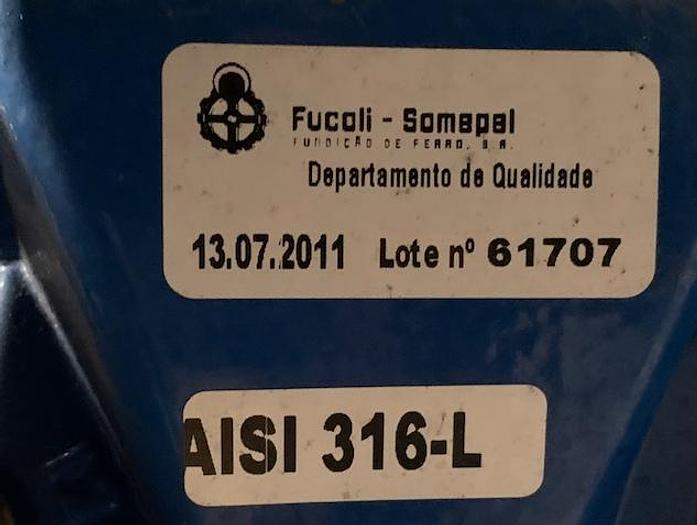 Fucoli - Somepal
FUNDIÇÃO DE FERRO, S.A.
Departamento de Qualidade
13.07.2011 Lote nº 61707
AISI 316-L